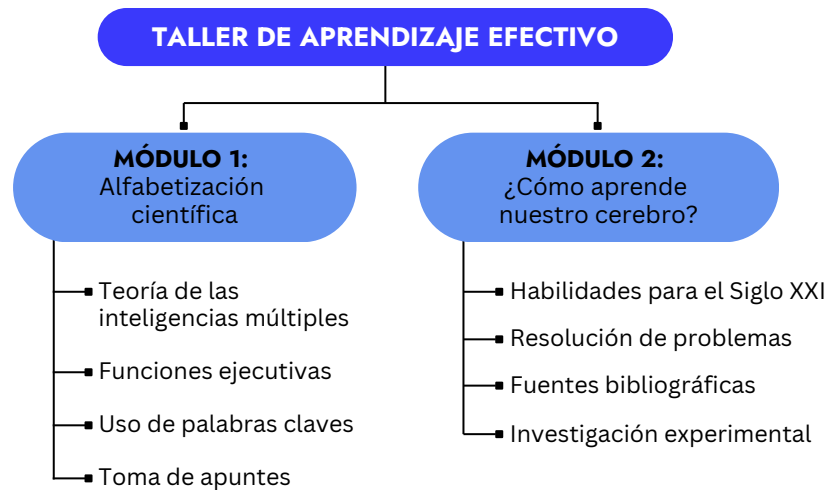 TALLER DE APRENDIZAJE EFECTIVO
MÓDULO 1:
Alfabetización
científica
Teoría de las
inteligencias múltiples
Funciones ejecutivas
Uso de palabras claves
Toma de apuntes
MÓDULO 2:
¿Cómo aprende
nuestro cerebro?
Habilidades para el Siglo XXI
Resolución de problemas
Fuentes bibliográficas
Investigación experimental